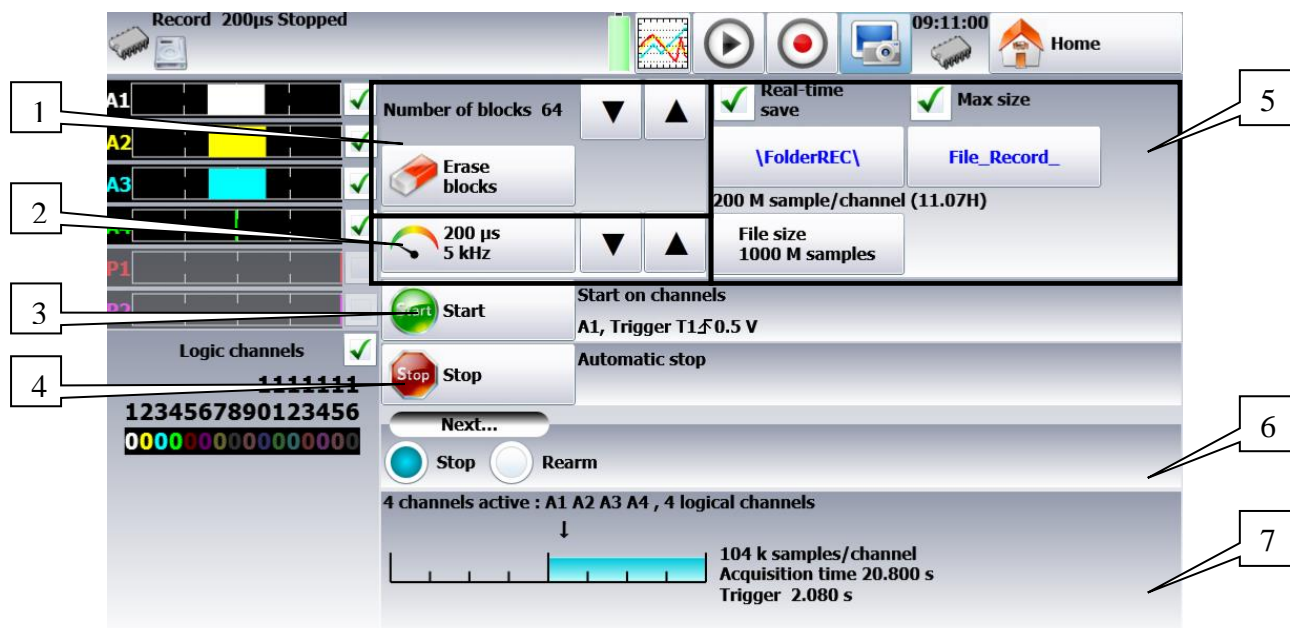 Record 200µs Stopped
09:11:00
Home
A1
A2
A3
P1
Number of blocks 64
Erase
blocks
200 µs
5 kHz
Real-time
save
Max size
\FolderREC\
File_Record_
200 M sample/channel (11.07H)
File size
1000 M samples
Start
Start
Start on channels
A1, Trigger T1 0.5 V
Stop
Stop
Automatic stop
Logic channels
1111111
1234567890123456
0000000000000000
Next...
Stop
Rearm
4 channels active : A1 A2 A3 A4 , 4 logical channels
104 k samples/channel
Acquisition time 20.800 s
Trigger 2.080 s
1
2
3
4
5
6
7